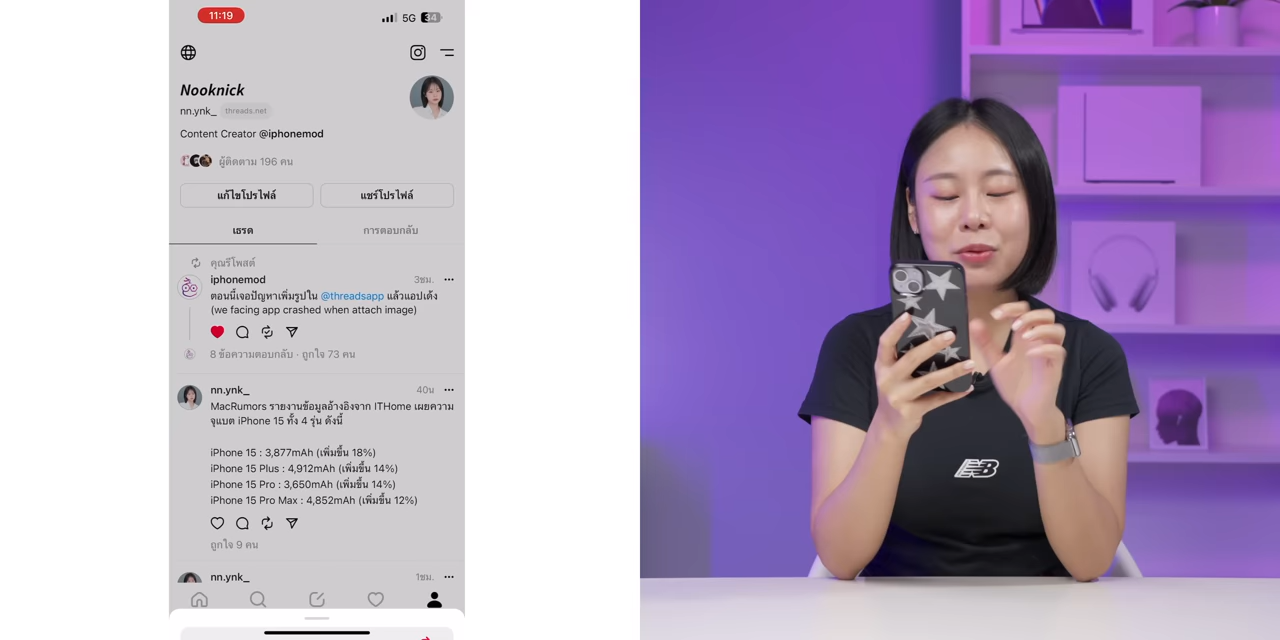 11:19
5G 34
Nooknick
nn.ynk_ threads.net
Content Creator @iphonemod
ผู้ติดตาม 196 คน
แก้ไขโปรไฟล์ แชร์โปรไฟล์
เธรด การตอบกลับ
คุณรีโพสต์
iphonemod 3ชม.
ตอนนี้เจอปัญหาเพิ่มรูปใน @threadsapp แล้วแอปเด้ง
(we facing app crashed when attach image)
8 ข้อความตอบกลับ · ถูกใจ 73 คน
nn.ynk_ 40น
MacRumors รายงานข้อมูลอ้างอิงจาก ITHome เผยความ
จุแบต iPhone 15 ทั้ง 4 รุ่น ดังนี้
iPhone 15 : 3,877mAh (เพิ่มขึ้น 18%)
iPhone 15 Plus : 4,912mAh (เพิ่มขึ้น 14%)
iPhone 15 Pro : 3,650mAh (เพิ่มขึ้น 14%)
iPhone 15 Pro Max : 4,852mAh (เพิ่มขึ้น 12%)
ถูกใจ 9 คน
nn.ynk_ 1ชม.
NB